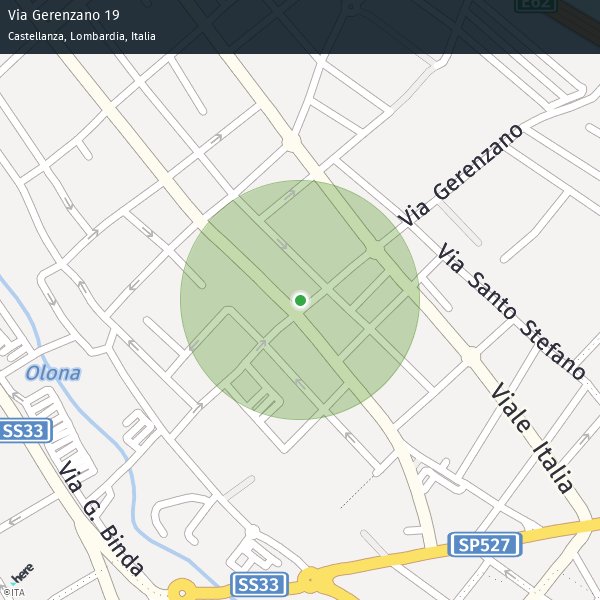 Via Gerenzano 19
Castellanza, Lombardia, Italia
E62
Via Gerenzano
Via Santo Stefano
Olona
SS33
Viale Italia
Via G. Binda
SP527
SS33
here
©ITA